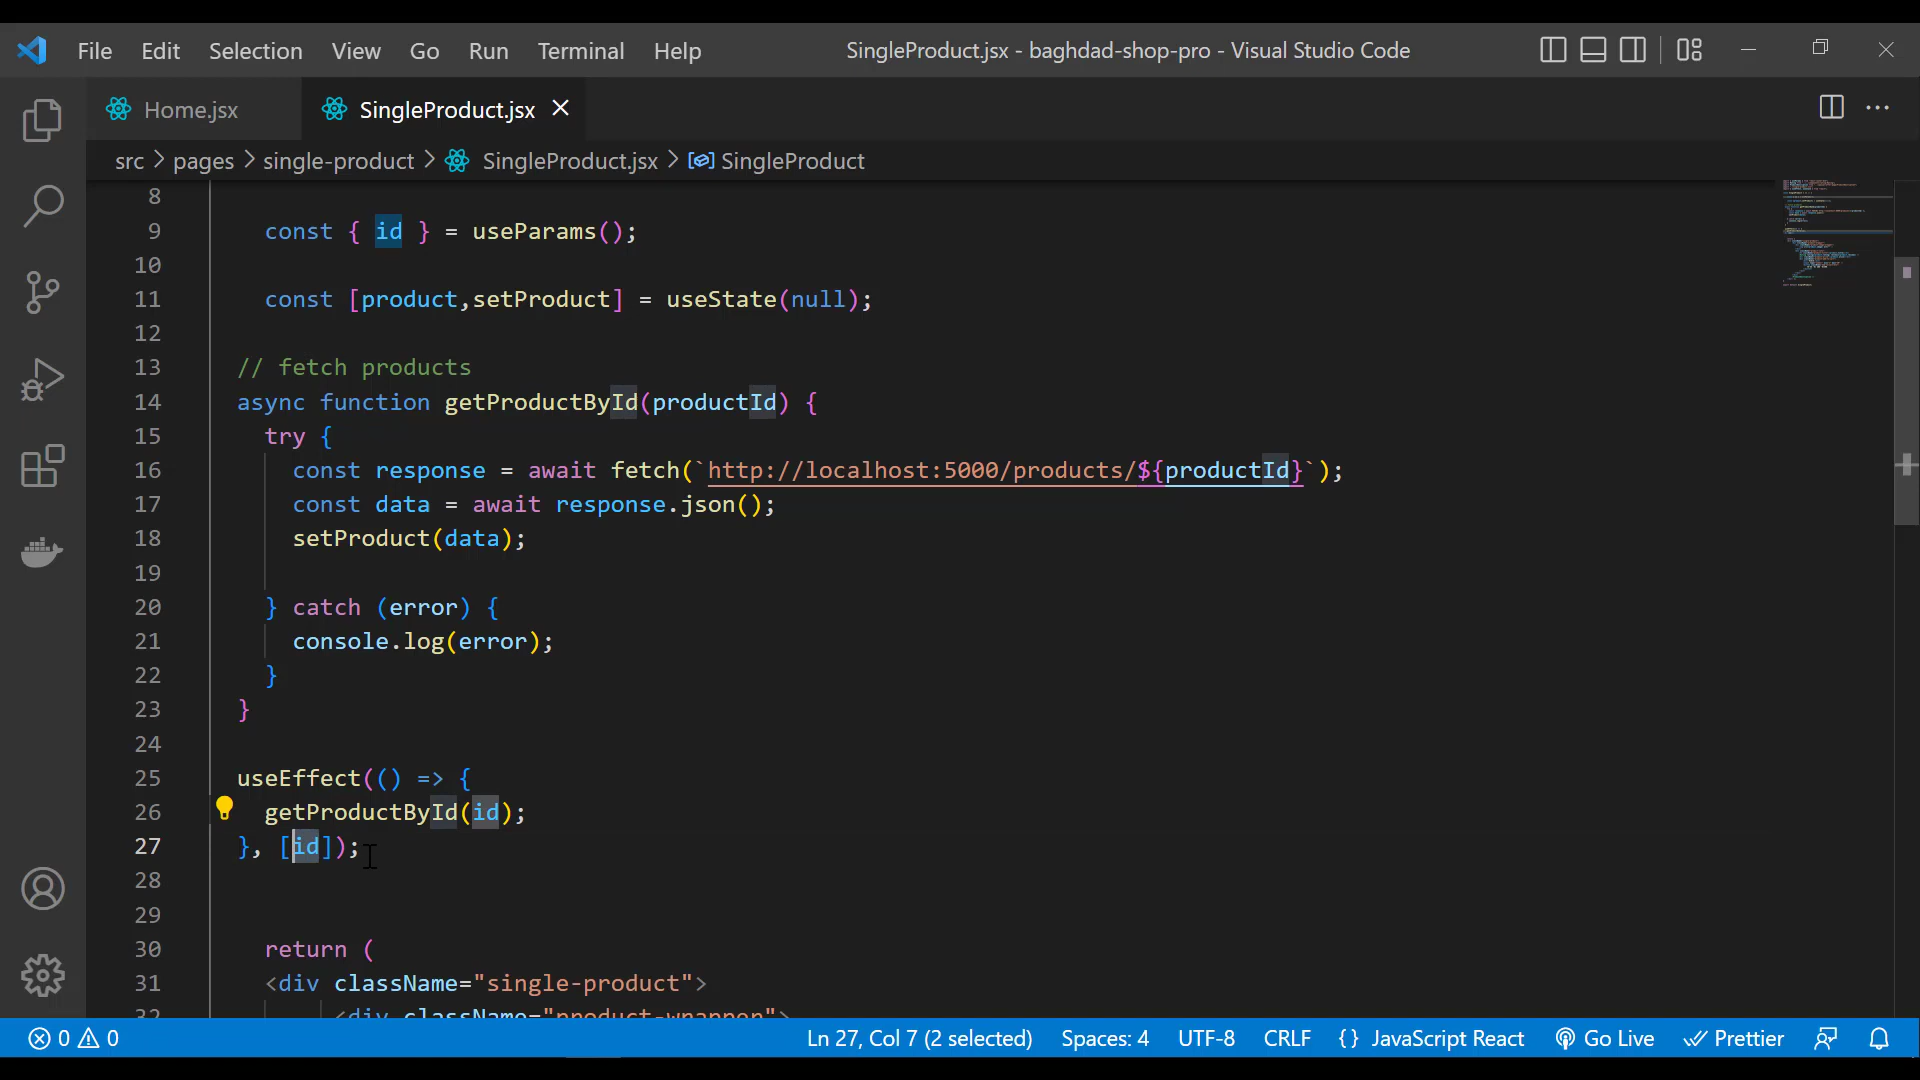 File Edit Selection View Go Run Terminal Help SingleProduct.jsx - baghdad-shop-pro - Visual Studio Code
Home.jsx SingleProduct.jsx
src > pages > single-product > SingleProduct.jsx > SingleProduct
8
9 const { id } = useParams();
10
11 const [product,setProduct] = useState(null);
12
13 // fetch products
14 async function getProductById(productId) {
15 try {
16 const response = await fetch(`http://localhost:5000/products/${productId}`);
17 const data = await response.json();
18 setProduct(data);
19
20 } catch (error) {
21 console.log(error);
22 }
23 }
24
25 useEffect(() => {
26 getProductById(id);
27 }, [id]);
28
29
30 return (
31 <div className="single-product">
32 <div className="product-wrapper">
0 0 Ln 27, Col 7 (2 selected) Spaces: 4 UTF-8 CRLF {} JavaScript React Go Live Prettier